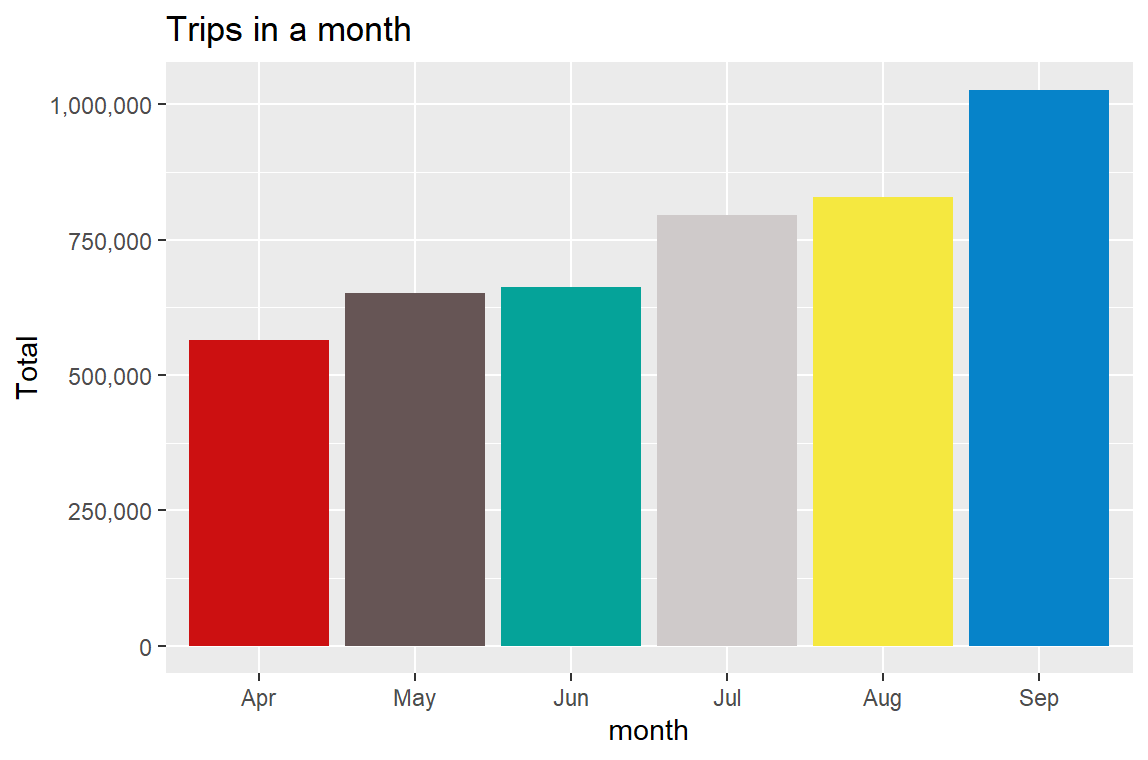 Trips in a month
Total
1,000,000
750,000
500,000
250,000
0
Apr May Jun Jul Aug Sep
month